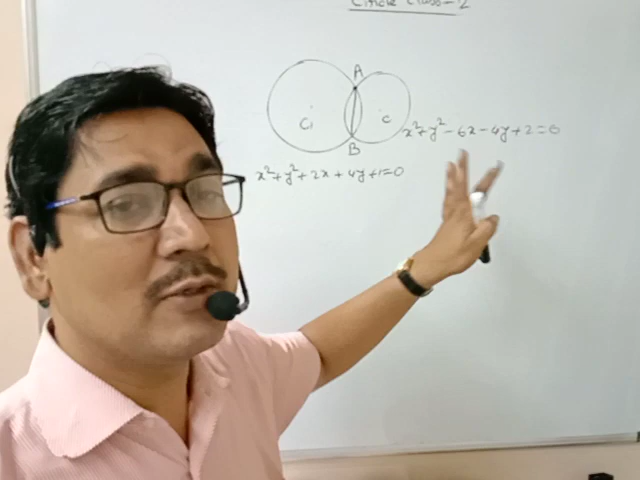 Circle Class-2
A
C₁
C
B
x²+y²-6x-4y+2=0
x²+y²+2x+4y+1=0